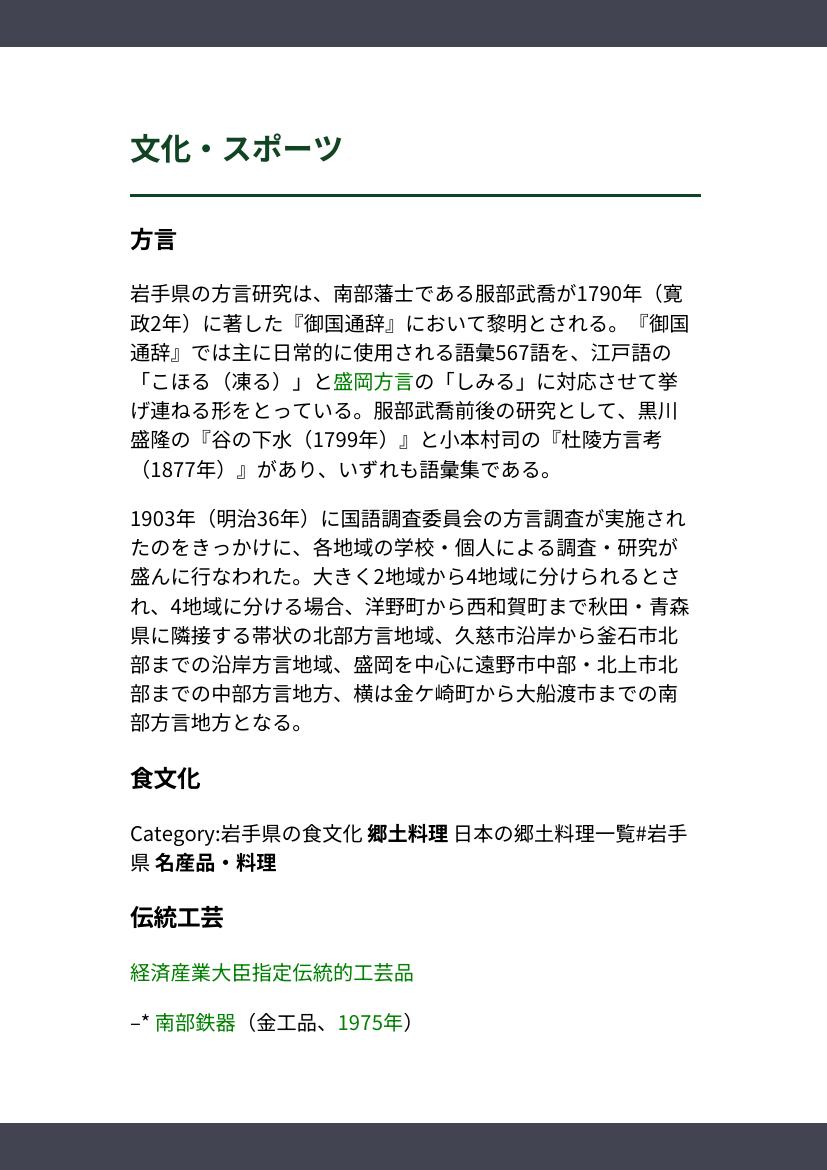 文化・スポーツ
方言
岩手県の方言研究は、南部藩士である服部武喬が1790年（寛
政2年）に著した『御国通辞』において黎明とされる。『御国
通辞』では主に日常的に使用される語彙567語を、江戸語の
「こほる（凍る）」と盛岡方言の「しみる」に対応させて挙
げ連ねる形をとっている。服部武喬前後の研究として、黒川
盛隆の『谷の下水（1799年）』と小本村司の『杜陵方言考
（1877年）』があり、いずれも語彙集である。
1903年（明治36年）に国語調査委員会の方言調査が実施され
たのをきっかけに、各地域の学校・個人による調査・研究が
盛んに行なわれた。大きく2地域から4地域に分けられるとさ
れ、4地域に分ける場合、洋野町から西和賀町まで秋田・青森
県に隣接する帯状の北部方言地域、久慈市沿岸から釜石市北
部までの沿岸方言地域、盛岡を中心に遠野市中部・北上市北
部までの中部方言地方、横は金ケ崎町から大船渡市までの南
部方言地方となる。
食文化
Category:岩手県の食文化 郷土料理 日本の郷土料理一覧#岩手
県 名産品・料理
伝統工芸
経済産業大臣指定伝統的工芸品
–* 南部鉄器（金工品、1975年）